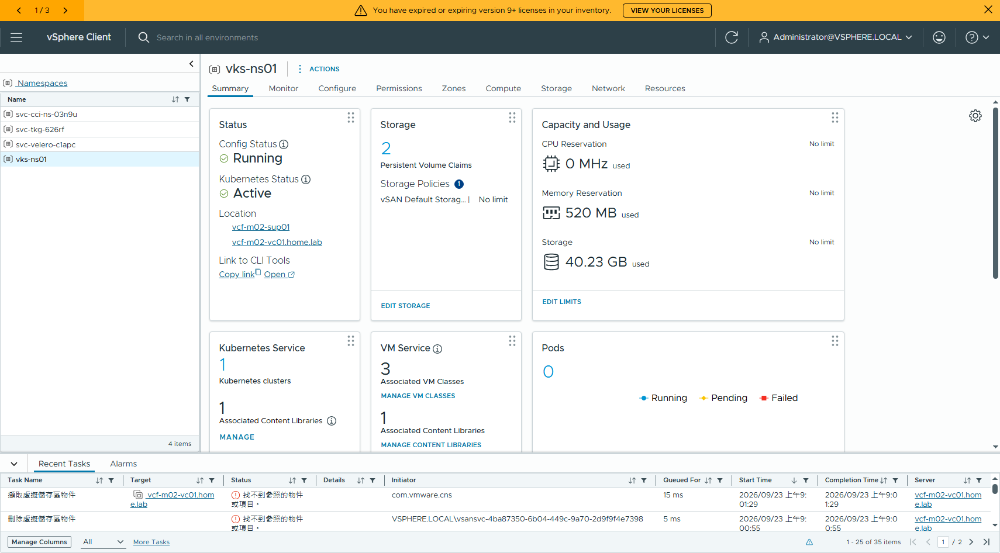 1 / 3
You have expired or expiring version 9+ licenses in your inventory.
VIEW YOUR LICENSES
vSphere Client
Search in all environments
Administrator@VSPHERE.LOCAL
Namespaces
Name
svc-cci-ns-03n9u
svc-tkg-626rf
svc-velero-c1apc
vks-ns01
4 items
vks-ns01
ACTIONS
Summary Monitor Configure Permissions Zones Compute Storage Network Resources
Status
Config Status
Running
Kubernetes Status
Active
Location
vcf-m02-sup01
vcf-m02-vc01.home.lab
Link to CLI Tools
Copy link Open
Storage
2
Persistent Volume Claims
Storage Policies 1
vSAN Default Storag... | No limit
EDIT STORAGE
Capacity and Usage
CPU Reservation No limit
0 MHz used
Memory Reservation No limit
520 MB used
Storage No limit
40.23 GB used
EDIT LIMITS
Kubernetes Service
1
Kubernetes clusters
1
Associated Content Libraries
MANAGE
VM Service
3
Associated VM Classes
MANAGE VM CLASSES
1
Associated Content Libraries
MANAGE CONTENT LIBRARIES
Pods
0
Running Pending Failed
Recent Tasks Alarms
Task Name Target Status Details Initiator Queued For Start Time Completion Time Server
擷取虛擬儲存區物件 vcf-m02-vc01.hom 找不到參照的物件 com.vmware.cns 15 ms 2026/09/23 上午9: 2026/09/23 上午9:0 vcf-m02-vc01.hom
e.lab 或項目。 01:29 1:29 e.lab
刪除虛擬儲存區物件 找不到參照的物件 VSPHERE.LOCAL\vsansvc-4ba87350-6b04-449c-9a70-2d9f9f4e7398 5 ms 2026/09/23 上午9: 2026/09/23 上午9:0 vcf-m02-vc01.hom
或項目。 00:55 0:55 e.lab
Manage Columns All More Tasks 1 - 25 of 35 items 1 / 2